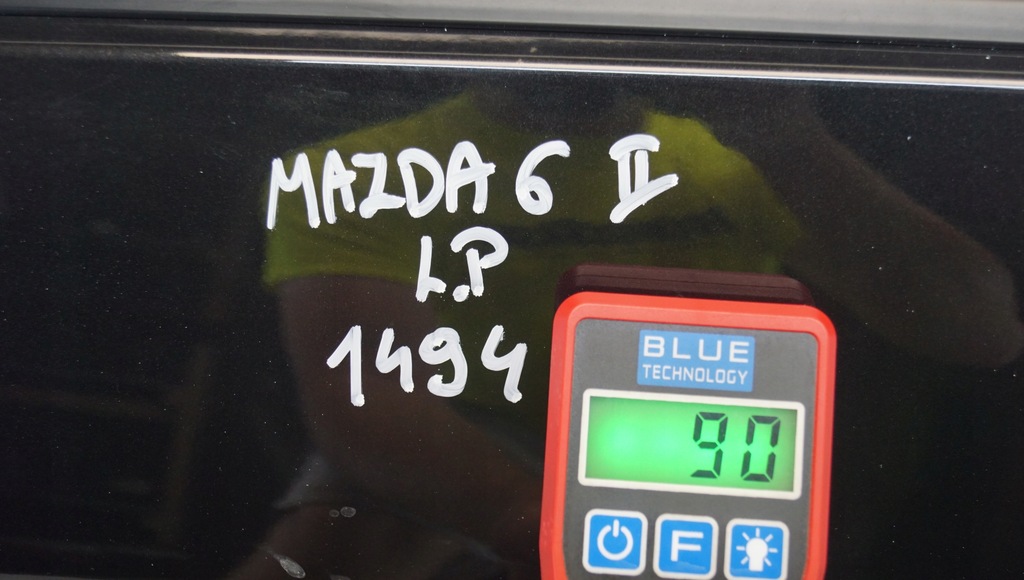 MAZDA 6 II
L.P
1494
BLUE
TECHNOLOGY
90
F